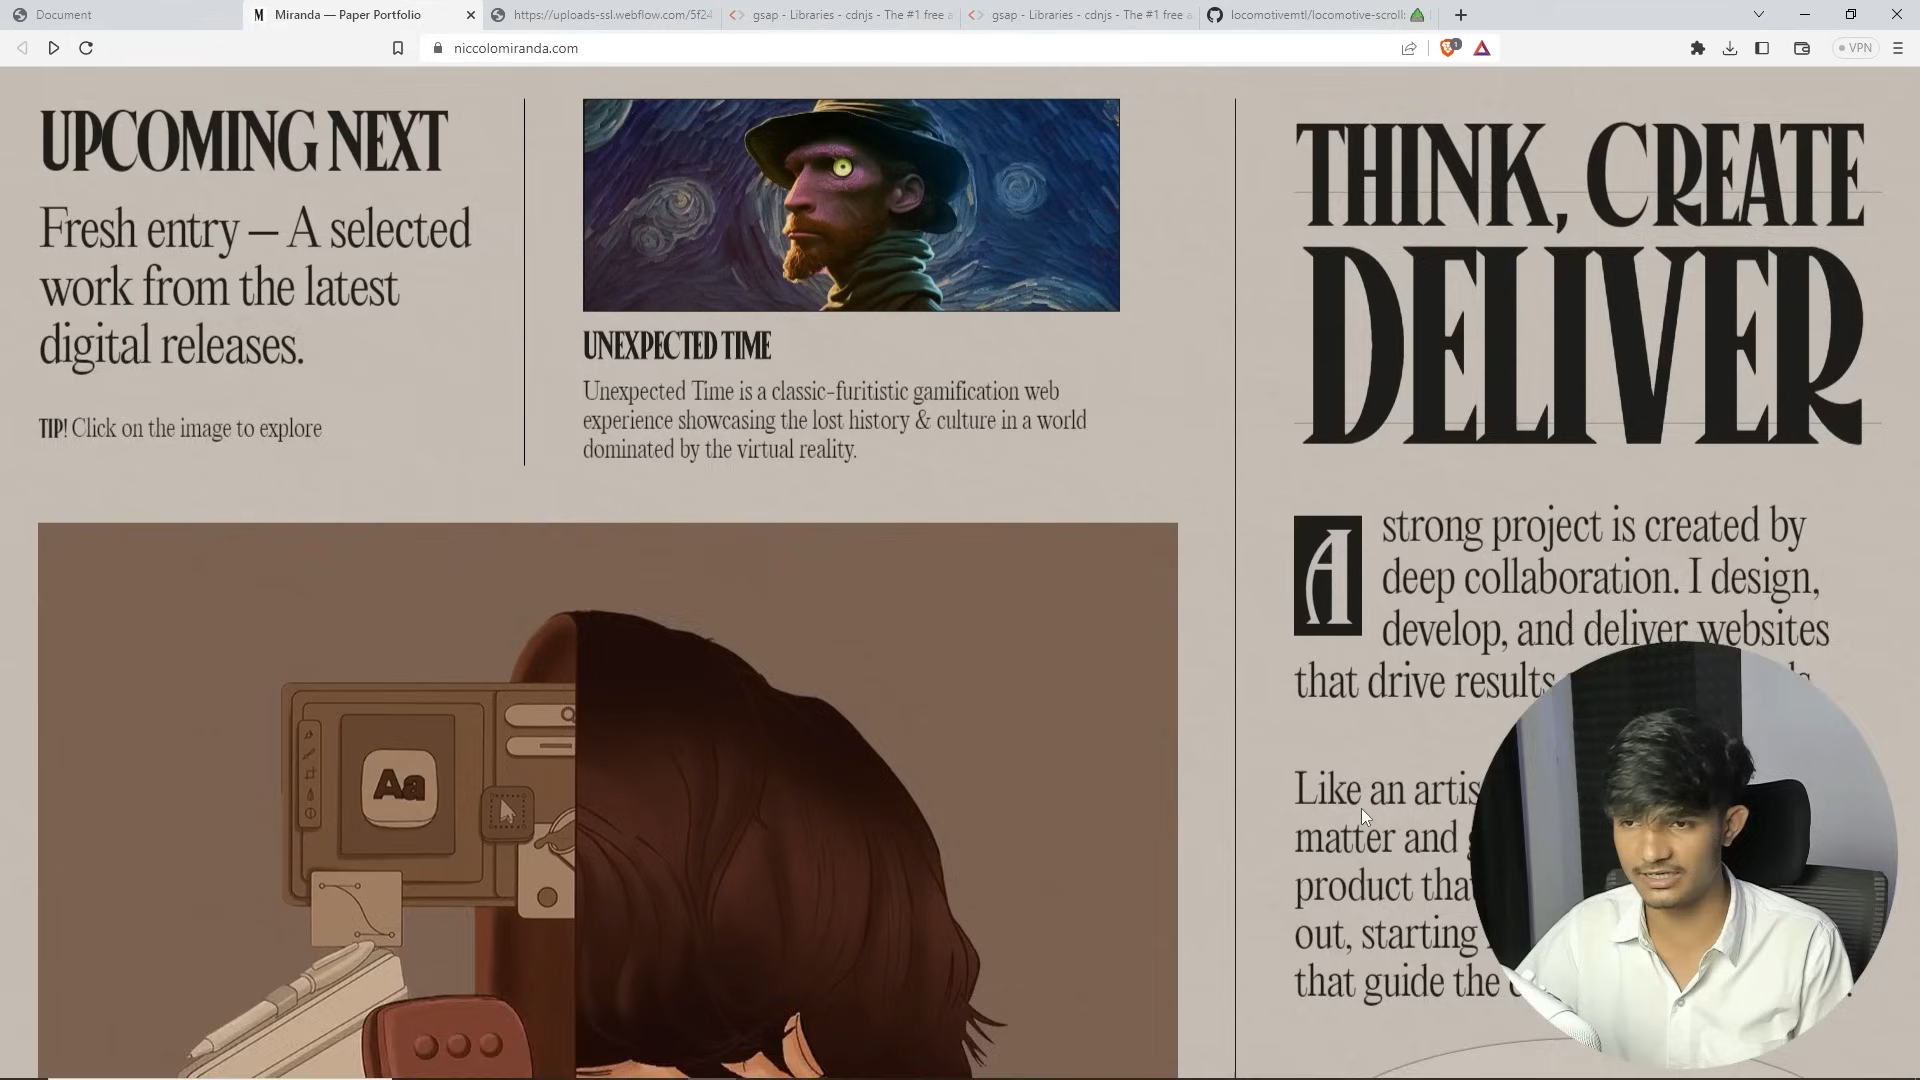 Document
Miranda — Paper Portfolio
https://uploads-ssl.webflow.com/5f24
gsap - Libraries - cdnjs - The #1 free a
gsap - Libraries - cdnjs - The #1 free a
locomotivemtl/locomotive-scroll:
niccolomiranda.com
1
VPN
UPCOMING NEXT
Fresh entry — A selected
work from the latest
digital releases.
TIP! Click on the image to explore
UNEXPECTED TIME
Unexpected Time is a classic-furitistic gamification web
experience showcasing the lost history & culture in a world
dominated by the virtual reality.
Aa
THINK, CREATE
DELIVER
A strong project is created by
deep collaboration. I design,
develop, and deliver websites
that drive results
Like an artis
matter and
product tha
out, starting
that guide the